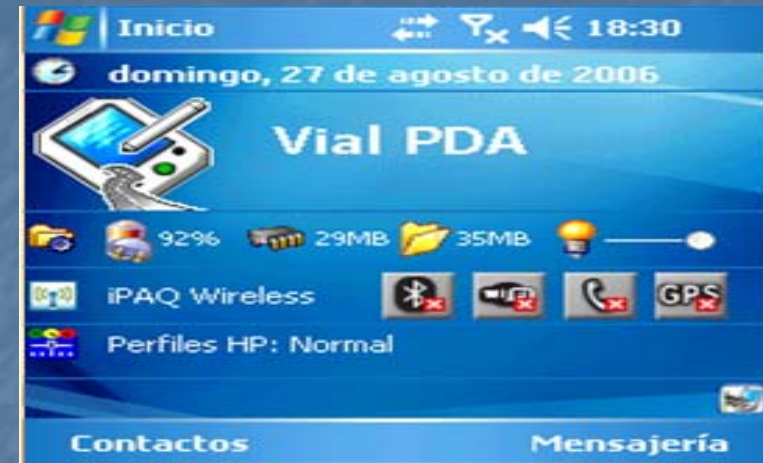 Inicio 18:30
domingo, 27 de agosto de 2006
Vial PDA
92% 29MB 35MB
iPAQ Wireless WiFi GPS
Perfiles HP: Normal
Contactos Mensajería